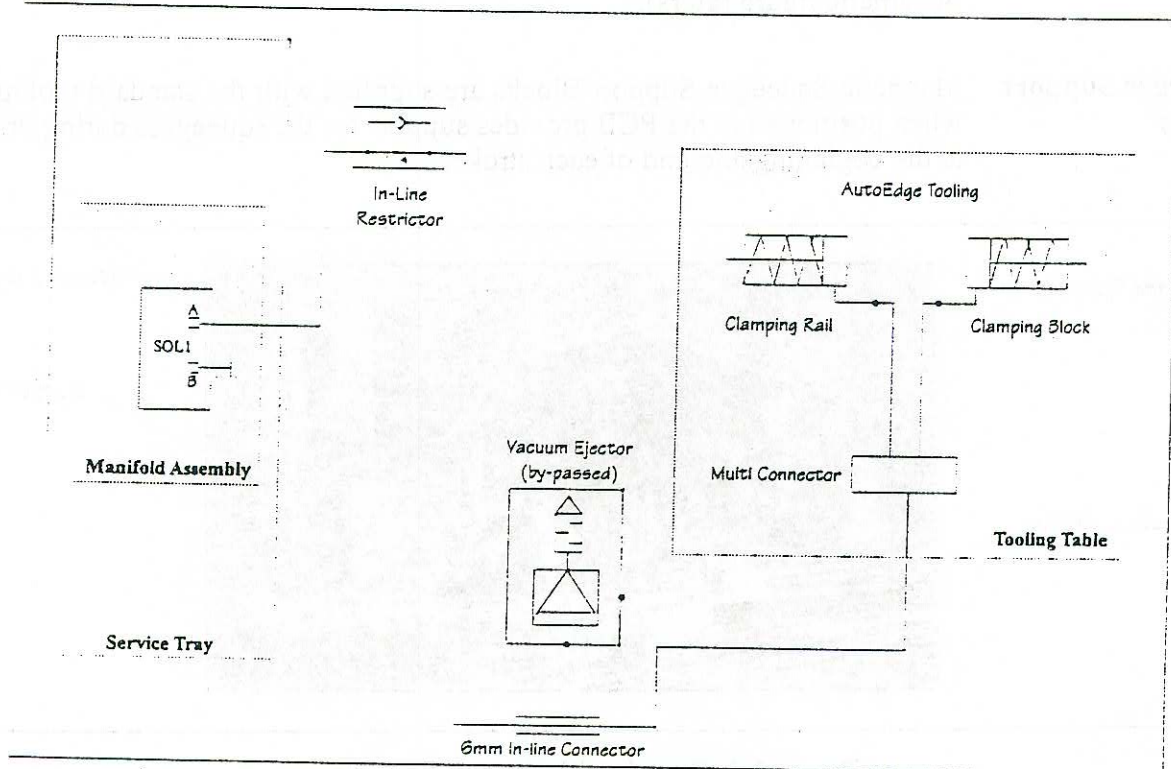 In-Line
Restrictor
AutoEdge Tooling
Clamping Rail
Clamping Block
A
SOL1
B
Manifold Assembly
Vacuum Ejector
(by-passed)
Multi Connector
Tooling Table
Service Tray
6mm In-line Connector